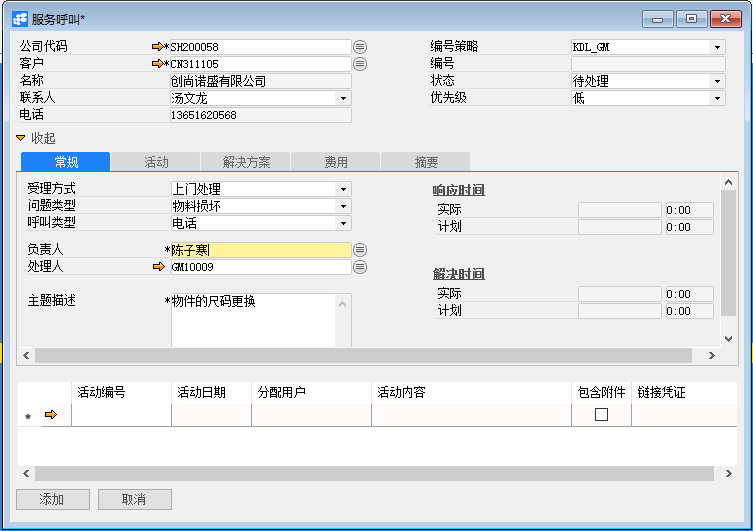 服务呼叫*
公司代码 *SH200058 编号策略 KDL_GM
客户 *CN311105 编号
名称 创尚诺盛有限公司 状态 待处理
联系人 汤文龙 优先级 低
电话 13651620568
收起
常规 活动 解决方案 费用 摘要
受理方式 上门处理 响应时间
问题类型 物料损坏 实际 0:00
呼叫类型 电话 计划 0:00
负责人 *陈子寒
处理人 GM10009 解决时间
实际 0:00
主题描述 *物件的尺码更换 计划 0:00
活动编号 活动日期 分配用户 活动内容 包含附件 链接凭证
*
添加 取消